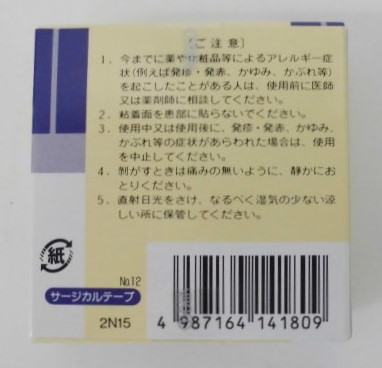 [ご注意]
1. 今までに薬や化粧品等によるアレルギー症
状(例えば発疹・発赤、かゆみ、かぶれ等)
を起こしたことがある人は、使用前に医師
又は薬剤師に相談してください。
2. 粘着面を患部に貼らないでください。
3. 使用中又は使用後に、発疹・発赤、かゆみ、
かぶれ等の症状があらわれた場合は、使用
を中止してください。
4. 剥がすときは痛みの無いように、静かにお
とりください。
5. 直射日光をさけ、なるべく湿気の少ない涼
しい所に保管してください。
紙
No.12
サージカルテープ
2N15
4 987164 141809